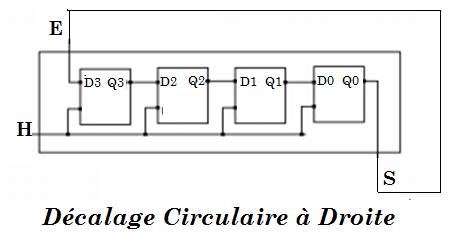 E
D3 Q3 D2 Q2 D1 Q1 D0 Q0
H
S
Décalage Circulaire à Droite